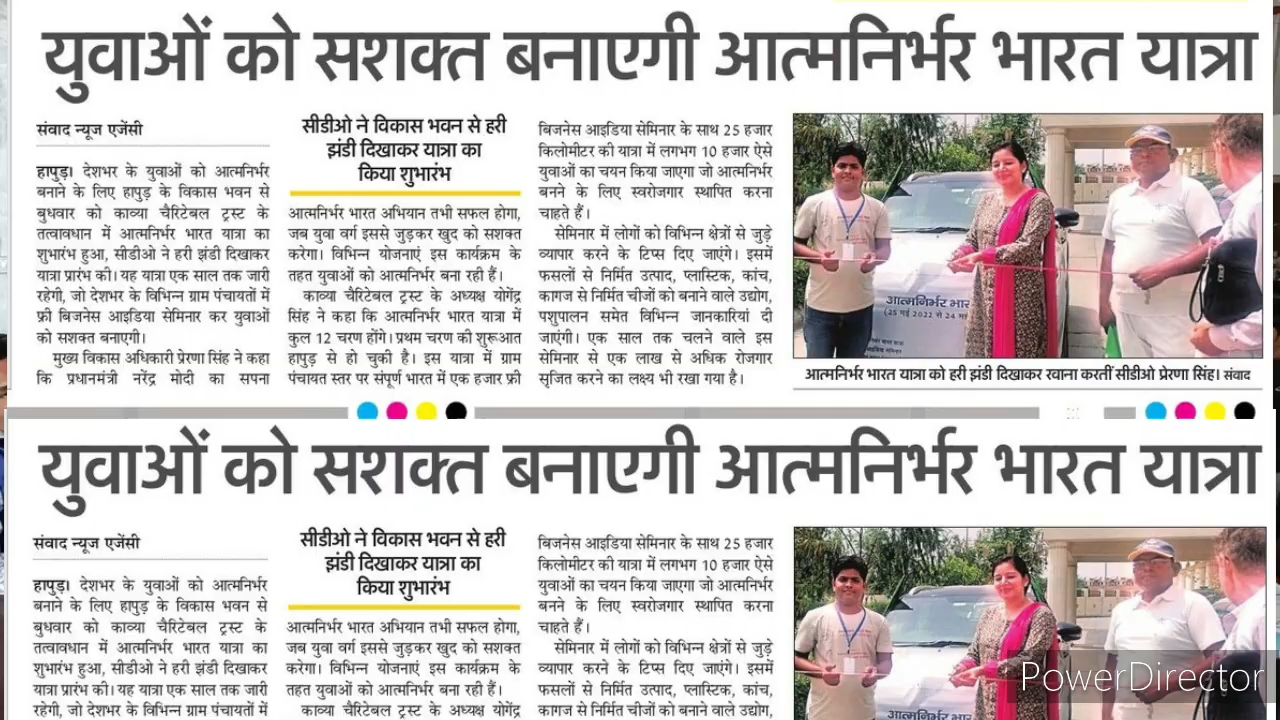 युवाओं को सशक्त बनाएगी आत्मनिर्भर भारत यात्रा
संवाद न्यूज एजेंसी
हापुड़। देशभर के युवाओं को आत्मनिर्भर
बनाने के लिए हापुड़ के विकास भवन से
बुधवार को काव्या चैरिटेबल ट्रस्ट के
तत्वावधान में आत्मनिर्भर भारत यात्रा का
शुभारंभ हुआ, सीडीओ ने हरी झंडी दिखाकर
यात्रा प्रारंभ की। यह यात्रा एक साल तक जारी
रहेगी, जो देशभर के विभिन्न ग्राम पंचायतों में
फ्री बिजनेस आइडिया सेमिनार कर युवाओं
को सशक्त बनाएगी।
मुख्य विकास अधिकारी प्रेरणा सिंह ने कहा
कि प्रधानमंत्री नरेंद्र मोदी का सपना
सीडीओ ने विकास भवन से हरी
झंडी दिखाकर यात्रा का
किया शुभारंभ
आत्मनिर्भर भारत अभियान तभी सफल होगा,
जब युवा वर्ग इससे जुड़कर खुद को सशक्त
करेगा। विभिन्न योजनाएं इस कार्यक्रम के
तहत युवाओं को आत्मनिर्भर बना रही हैं।
काव्या चैरिटेबल ट्रस्ट के अध्यक्ष योगेंद्र
सिंह ने कहा कि आत्मनिर्भर भारत यात्रा में
कुल 12 चरण होंगे। प्रथम चरण की शुरूआत
हापुड़ से हो चुकी है। इस यात्रा में ग्राम
पंचायत स्तर पर संपूर्ण भारत में एक हजार फ्री
बिजनेस आइडिया सेमिनार के साथ 25 हजार
किलोमीटर की यात्रा में लगभग 10 हजार ऐसे
युवाओं का चयन किया जाएगा जो आत्मनिर्भर
बनने के लिए स्वरोजगार स्थापित करना
चाहते हैं।
सेमिनार में लोगों को विभिन्न क्षेत्रों से जुड़े
व्यापार करने के टिप्स दिए जाएंगे। इसमें
फसलों से निर्मित उत्पाद, प्लास्टिक, कांच,
कागज से निर्मित चीजों को बनाने वाले उद्योग,
पशुपालन समेत विभिन्न जानकारियां दी
जाएंगी। एक साल तक चलने वाले इस
सेमिनार से एक लाख से अधिक रोजगार
सृजित करने का लक्ष्य भी रखा गया है।
आत्मनिर्भर भार
(25 मई 2022 से 24 मई
आत्मनिर्भर भारत यात्रा को हरी झंडी दिखाकर रवाना करतीं सीडीओ प्रेरणा सिंह। संवाद
युवाओं को सशक्त बनाएगी आत्मनिर्भर भारत यात्रा
संवाद न्यूज एजेंसी
हापुड़। देशभर के युवाओं को आत्मनिर्भर
बनाने के लिए हापुड़ के विकास भवन से
बुधवार को काव्या चैरिटेबल ट्रस्ट के
तत्वावधान में आत्मनिर्भर भारत यात्रा का
शुभारंभ हुआ, सीडीओ ने हरी झंडी दिखाकर
यात्रा प्रारंभ की। यह यात्रा एक साल तक जारी
रहेगी, जो देशभर के विभिन्न ग्राम पंचायतों में
सीडीओ ने विकास भवन से हरी
झंडी दिखाकर यात्रा का
किया शुभारंभ
आत्मनिर्भर भारत अभियान तभी सफल होगा,
जब युवा वर्ग इससे जुड़कर खुद को सशक्त
करेगा। विभिन्न योजनाएं इस कार्यक्रम के
तहत युवाओं को आत्मनिर्भर बना रही हैं।
काव्या चैरिटेबल ट्रस्ट के अध्यक्ष योगेंद्र
बिजनेस आइडिया सेमिनार के साथ 25 हजार
किलोमीटर की यात्रा में लगभग 10 हजार ऐसे
युवाओं का चयन किया जाएगा जो आत्मनिर्भर
बनने के लिए स्वरोजगार स्थापित करना
चाहते हैं।
सेमिनार में लोगों को विभिन्न क्षेत्रों से जुड़े
व्यापार करने के टिप्स दिए जाएंगे। इसमें
फसलों से निर्मित उत्पाद, प्लास्टिक, कांच,
कागज से निर्मित चीजों को बनाने वाले उद्योग,
आत्मनिर्भर भार
PowerDirector